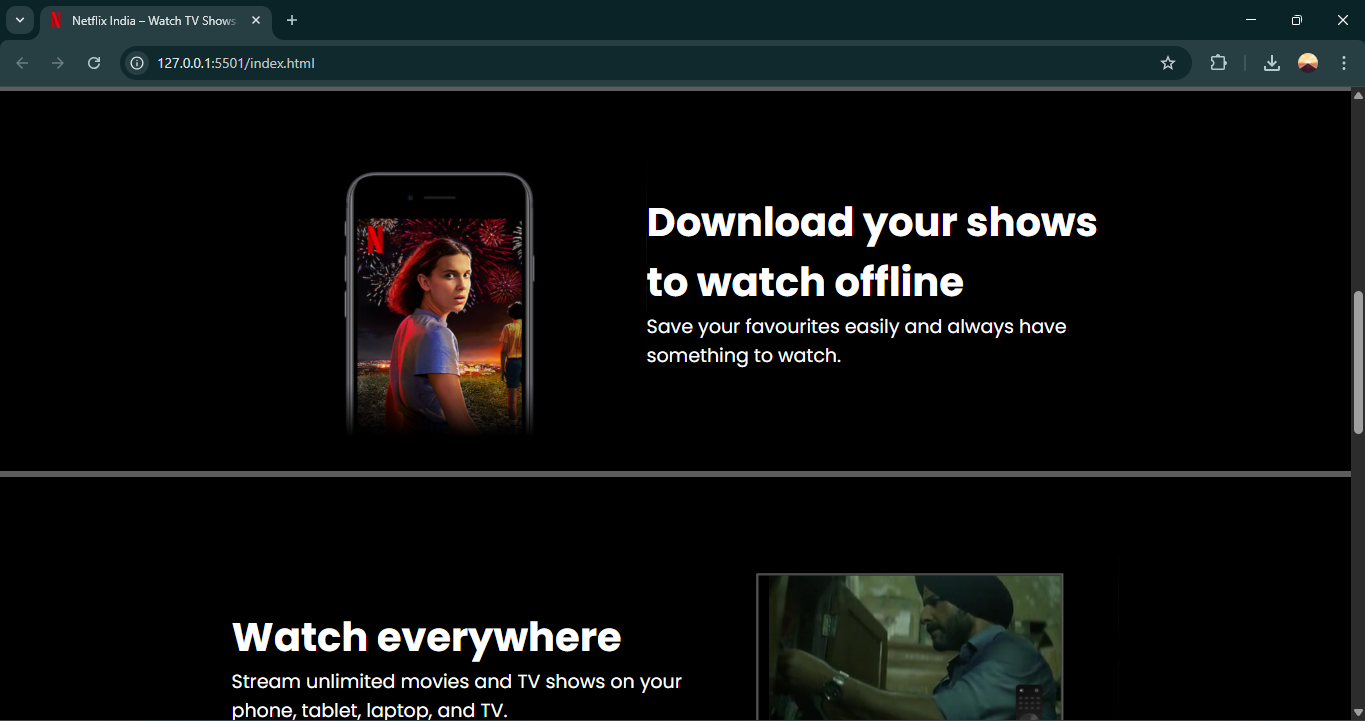 Netflix India – Watch TV Shows
127.0.0.1:5501/index.html
N
Download your shows
to watch offline
Save your favourites easily and always have
something to watch.
Watch everywhere
Stream unlimited movies and TV shows on your
phone, tablet, laptop, and TV.